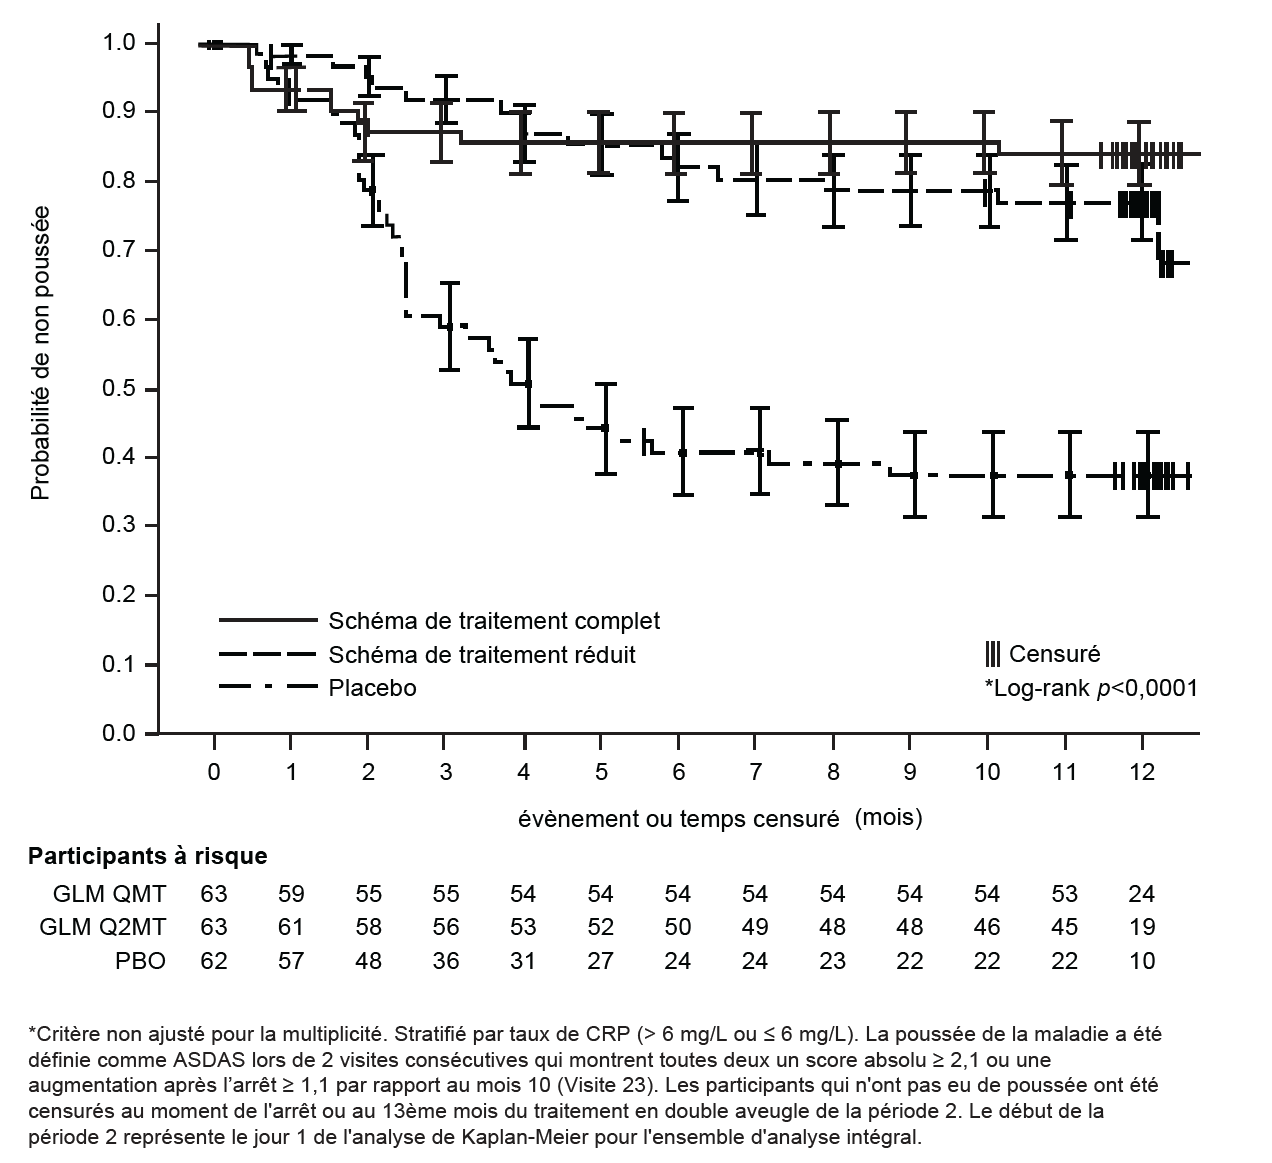 Probabilité de non poussée
1.0
0.9
0.8
0.7
0.6
0.5
0.4
0.3
0.2
0.1
0.0
Schéma de traitement complet
Schéma de traitement réduit
Placebo
Censuré
*Log-rank p<0,0001
0 1 2 3 4 5 6 7 8 9 10 11 12
évènement ou temps censuré (mois)
Participants à risque
GLM QMT 63 59 55 55 54 54 54 54 54 54 54 53 24
GLM Q2MT 63 61 58 56 53 52 50 49 48 48 46 45 19
PBO 62 57 48 36 31 27 24 24 23 22 22 22 10
*Critère non ajusté pour la multiplicité. Stratifié par taux de CRP (> 6 mg/L ou ≤ 6 mg/L). La poussée de la maladie a été
définie comme ASDAS lors de 2 visites consécutives qui montrent toutes deux un score absolu ≥ 2,1 ou une
augmentation après l’arrêt ≥ 1,1 par rapport au mois 10 (Visite 23). Les participants qui n'ont pas eu de poussée ont été
censurés au moment de l'arrêt ou au 13ème mois du traitement en double aveugle de la période 2. Le début de la
période 2 représente le jour 1 de l'analyse de Kaplan-Meier pour l'ensemble d'analyse intégral.